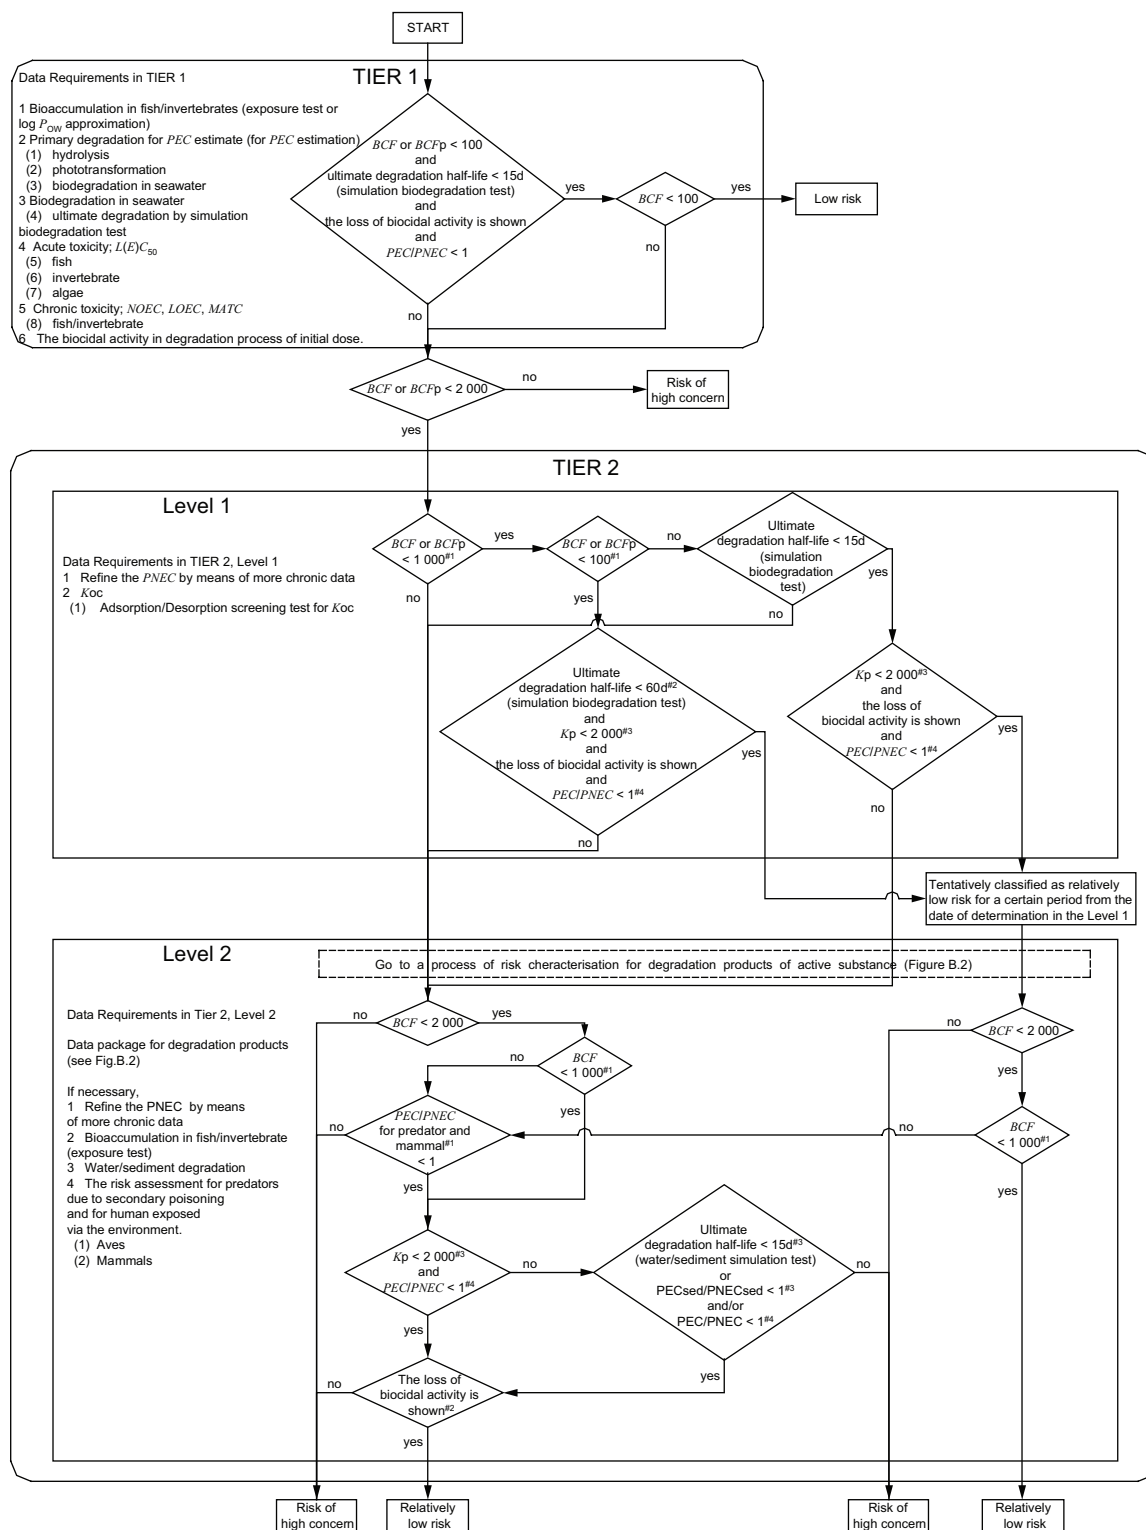 START
TIER 1
Data Requirements in TIER 1
1 Bioaccumulation in fish/invertebrates (exposure test or
log POW approximation)
2 Primary degradation for PEC estimate (for PEC estimation)
(1) hydrolysis
(2) phototransformation
(3) biodegradation in seawater
3 Biodegradation in seawater
(4) ultimate degradation by simulation
biodegradation test
4 Acute toxicity; L(E)C50
(5) fish
(6) invertebrate
(7) algae
5 Chronic toxicity; NOEC, LOEC, MATC
(8) fish/invertebrate
6 The biocidal activity in degradation process of initial dose.
BCF or BCFp < 100
and
ultimate degradation half-life < 15d
(simulation biodegradation test)
and
the loss of biocidal activity is shown
and
PEC/PNEC < 1
yes
no
BCF < 100
yes
no
Low risk
BCF or BCFp < 2 000
no
yes
Risk of
high concern
TIER 2
Level 1
Data Requirements in TIER 2, Level 1
1 Refine the PNEC by means of more chronic data
2 Koc
(1) Adsorption/Desorption screening test for Koc
BCF or BCFp
< 1 000#1
yes
no
BCF or BCFp
< 100#1
no
yes
Ultimate
degradation half-life < 15d
(simulation
biodegradation
test)
yes
no
Ultimate
degradation half-life < 60d#2
(simulation biodegradation test)
and
Kp < 2 000#3
and
the loss of biocidal activity is shown
and
PEC/PNEC < 1#4
yes
no
Kp < 2 000#3
and
the loss of
biocidal activity is shown
and
PEC/PNEC < 1#4
yes
no
Tentatively classified as relatively
low risk for a certain period from the
date of determination in the Level 1
Level 2
Go to a process of risk cheracterisation for degradation products of active substance (Figure B.2)
Data Requirements in Tier 2, Level 2
Data package for degradation products
(see Fig.B.2)
If necessary,
1 Refine the PNEC by means
of more chronic data
2 Bioaccumulation in fish/invertebrate
(exposure test)
3 Water/sediment degradation
4 The risk assessment for predators
due to secondary poisoning
and for human exposed
via the environment.
(1) Aves
(2) Mammals
no
BCF < 2 000
yes
no
BCF
< 1 000#1
yes
no
PEC/PNEC
for predator and
mammal#1
< 1
yes
no
BCF < 2 000
yes
no
BCF
< 1 000#1
yes
Kp < 2 000#3
and
PEC/PNEC < 1#4
no
yes
Ultimate
degradation half-life < 15d#3
(water/sediment simulation test)
or
PECsed/PNECsed < 1#3
and/or
PEC/PNEC < 1#4
no
yes
no
The loss of
biocidal activity is
shown#2
yes
Risk of
high concern
Relatively
low risk
Risk of
high concern
Relatively
low risk